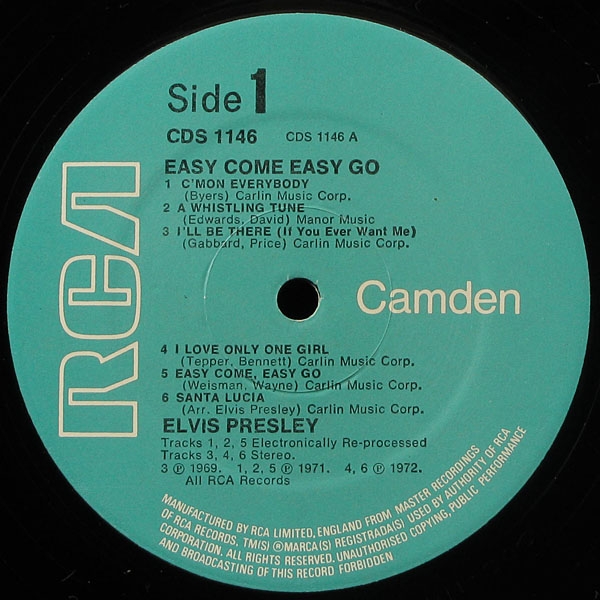 Side 1
CDS 1146 CDS 1146 A
EASY COME EASY GO
1 C'MON EVERYBODY
(Byers) Carlin Music Corp.
2 A WHISTLING TUNE
(Edwards, David) Manor Music
3 I'LL BE THERE (If You Ever Want Me)
(Gabbard, Price) Carlin Music Corp.
RCA
Camden
4 I LOVE ONLY ONE GIRL
(Tepper, Bennett) Carlin Music Corp.
5 EASY COME, EASY GO
(Weisman, Wayne) Carlin Music Corp.
6 SANTA LUCIA
(Arr. Elvis Presley) Carlin Music Corp.
ELVIS PRESLEY
Tracks 1, 2, 5 Electronically Re-processed
Tracks 3, 4, 6 Stereo.
3 ℗ 1969. 1, 2, 5 ℗ 1971. 4, 6 ℗ 1972.
All RCA Records
MANUFACTURED BY RCA LIMITED, ENGLAND FROM MASTER RECORDINGS
OF RCA RECORDS, TM(S) ® MARCA(S) REGISTRADA(S) USED BY AUTHORITY OF RCA
CORPORATION. ALL RIGHTS RESERVED. UNAUTHORISED COPYING, PUBLIC PERFORMANCE
AND BROADCASTING OF THIS RECORD FORBIDDEN